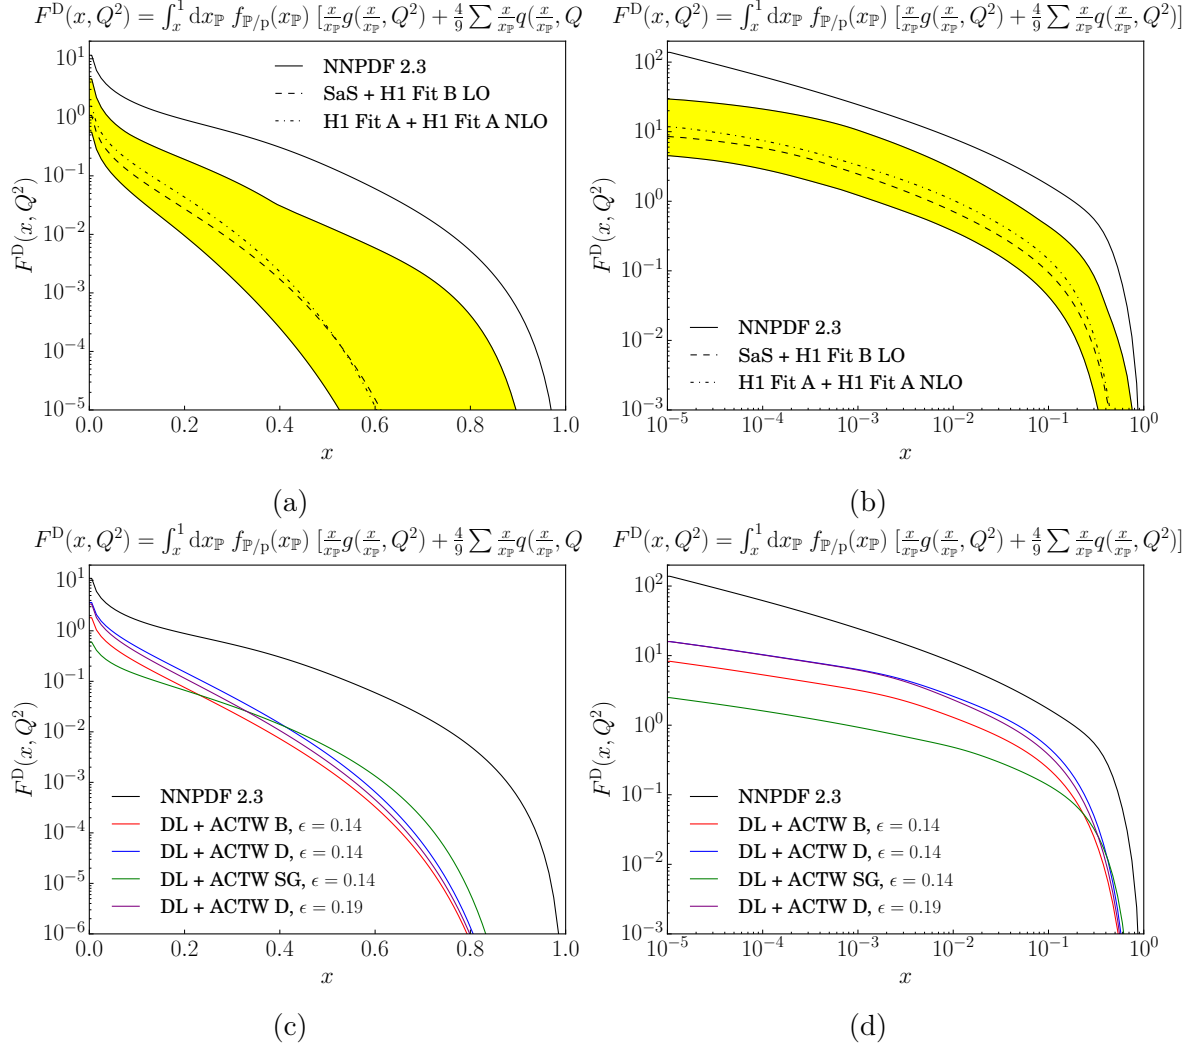 F^D(x, Q^2) = ∫_x^1 dx_ℙ f_{ℙ/p}(x_ℙ) [x/x_ℙ g(x/x_ℙ, Q^2) + 4/9 ∑ x/x_ℙ q(x/x_ℙ, Q
F^D(x, Q^2) = ∫_x^1 dx_ℙ f_{ℙ/p}(x_ℙ) [x/x_ℙ g(x/x_ℙ, Q^2) + 4/9 ∑ x/x_ℙ q(x/x_ℙ, Q^2)]
F^D(x, Q^2)
10^1
10^0
10^-1
10^-2
10^-3
10^-4
10^-5
NNPDF 2.3
SaS + H1 Fit B LO
H1 Fit A + H1 Fit A NLO
0.0 0.2 0.4 0.6 0.8 1.0
x
(a)
F^D(x, Q^2)
10^2
10^1
10^0
10^-1
10^-2
10^-3
NNPDF 2.3
SaS + H1 Fit B LO
H1 Fit A + H1 Fit A NLO
10^-5 10^-4 10^-3 10^-2 10^-1 10^0
x
(b)
F^D(x, Q^2) = ∫_x^1 dx_ℙ f_{ℙ/p}(x_ℙ) [x/x_ℙ g(x/x_ℙ, Q^2) + 4/9 ∑ x/x_ℙ q(x/x_ℙ, Q
F^D(x, Q^2) = ∫_x^1 dx_ℙ f_{ℙ/p}(x_ℙ) [x/x_ℙ g(x/x_ℙ, Q^2) + 4/9 ∑ x/x_ℙ q(x/x_ℙ, Q^2)]
F^D(x, Q^2)
10^1
10^0
10^-1
10^-2
10^-3
10^-4
10^-5
10^-6
NNPDF 2.3
DL + ACTW B, ϵ = 0.14
DL + ACTW D, ϵ = 0.14
DL + ACTW SG, ϵ = 0.14
DL + ACTW D, ϵ = 0.19
0.0 0.2 0.4 0.6 0.8 1.0
x
(c)
F^D(x, Q^2)
10^2
10^1
10^0
10^-1
10^-2
10^-3
NNPDF 2.3
DL + ACTW B, ϵ = 0.14
DL + ACTW D, ϵ = 0.14
DL + ACTW SG, ϵ = 0.14
DL + ACTW D, ϵ = 0.19
10^-5 10^-4 10^-3 10^-2 10^-1 10^0
x
(d)